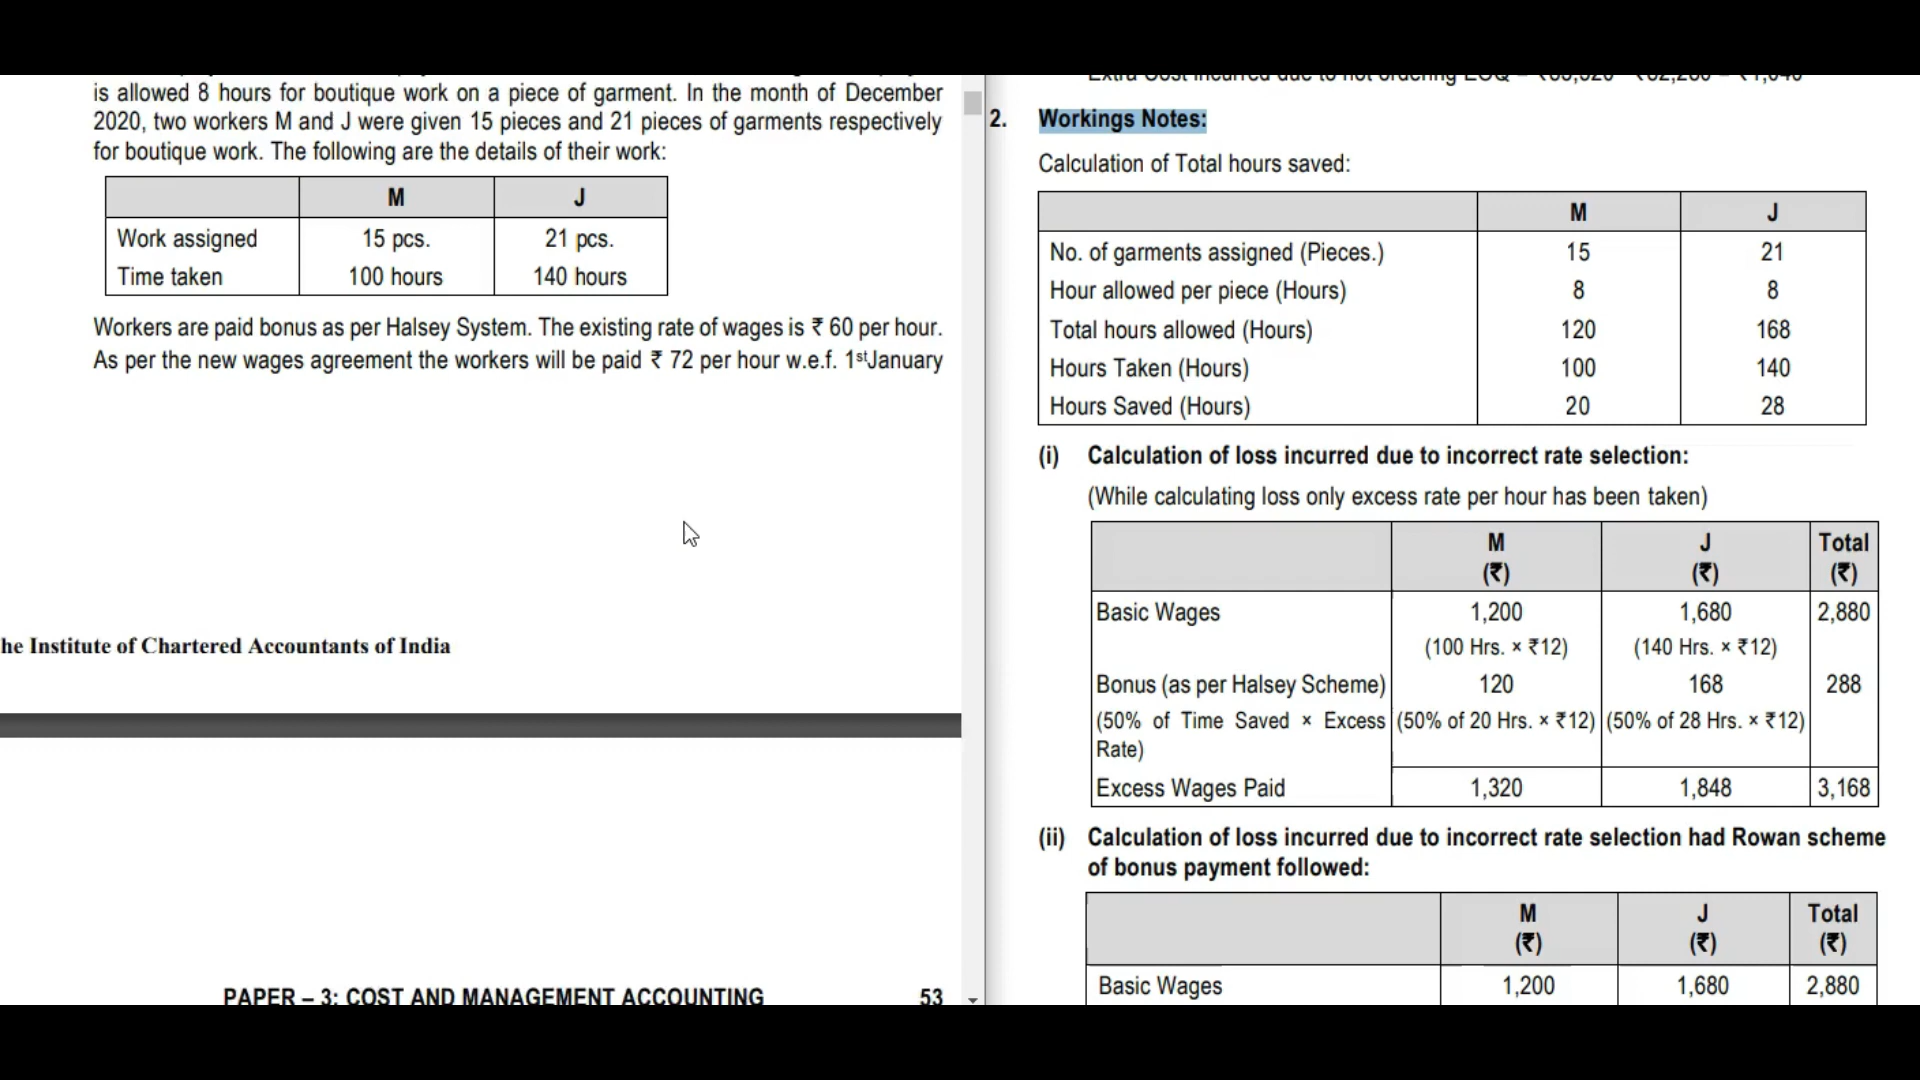 is allowed 8 hours for boutique work on a piece of garment. In the month of December
2020, two workers M and J were given 15 pieces and 21 pieces of garments respectively
for boutique work. The following are the details of their work:
M J
Work assigned 15 pcs. 21 pcs.
Time taken 100 hours 140 hours
Workers are paid bonus as per Halsey System. The existing rate of wages is ₹ 60 per hour.
As per the new wages agreement the workers will be paid ₹ 72 per hour w.e.f. 1st January
he Institute of Chartered Accountants of India
PAPER – 3: COST AND MANAGEMENT ACCOUNTING 53
Extra Cost incurred due to not ordering EOQ
2. Workings Notes:
Calculation of Total hours saved:
M J
No. of garments assigned (Pieces.) 15 21
Hour allowed per piece (Hours) 8 8
Total hours allowed (Hours) 120 168
Hours Taken (Hours) 100 140
Hours Saved (Hours) 20 28
(i) Calculation of loss incurred due to incorrect rate selection:
(While calculating loss only excess rate per hour has been taken)
M J Total
(₹) (₹) (₹)
Basic Wages 1,200 1,680 2,880
(100 Hrs. × ₹12) (140 Hrs. × ₹12)
Bonus (as per Halsey Scheme) 120 168 288
(50% of Time Saved × Excess (50% of 20 Hrs. × ₹12) (50% of 28 Hrs. × ₹12)
Rate)
Excess Wages Paid 1,320 1,848 3,168
(ii) Calculation of loss incurred due to incorrect rate selection had Rowan scheme
of bonus payment followed:
M J Total
(₹) (₹) (₹)
Basic Wages 1,200 1,680 2,880